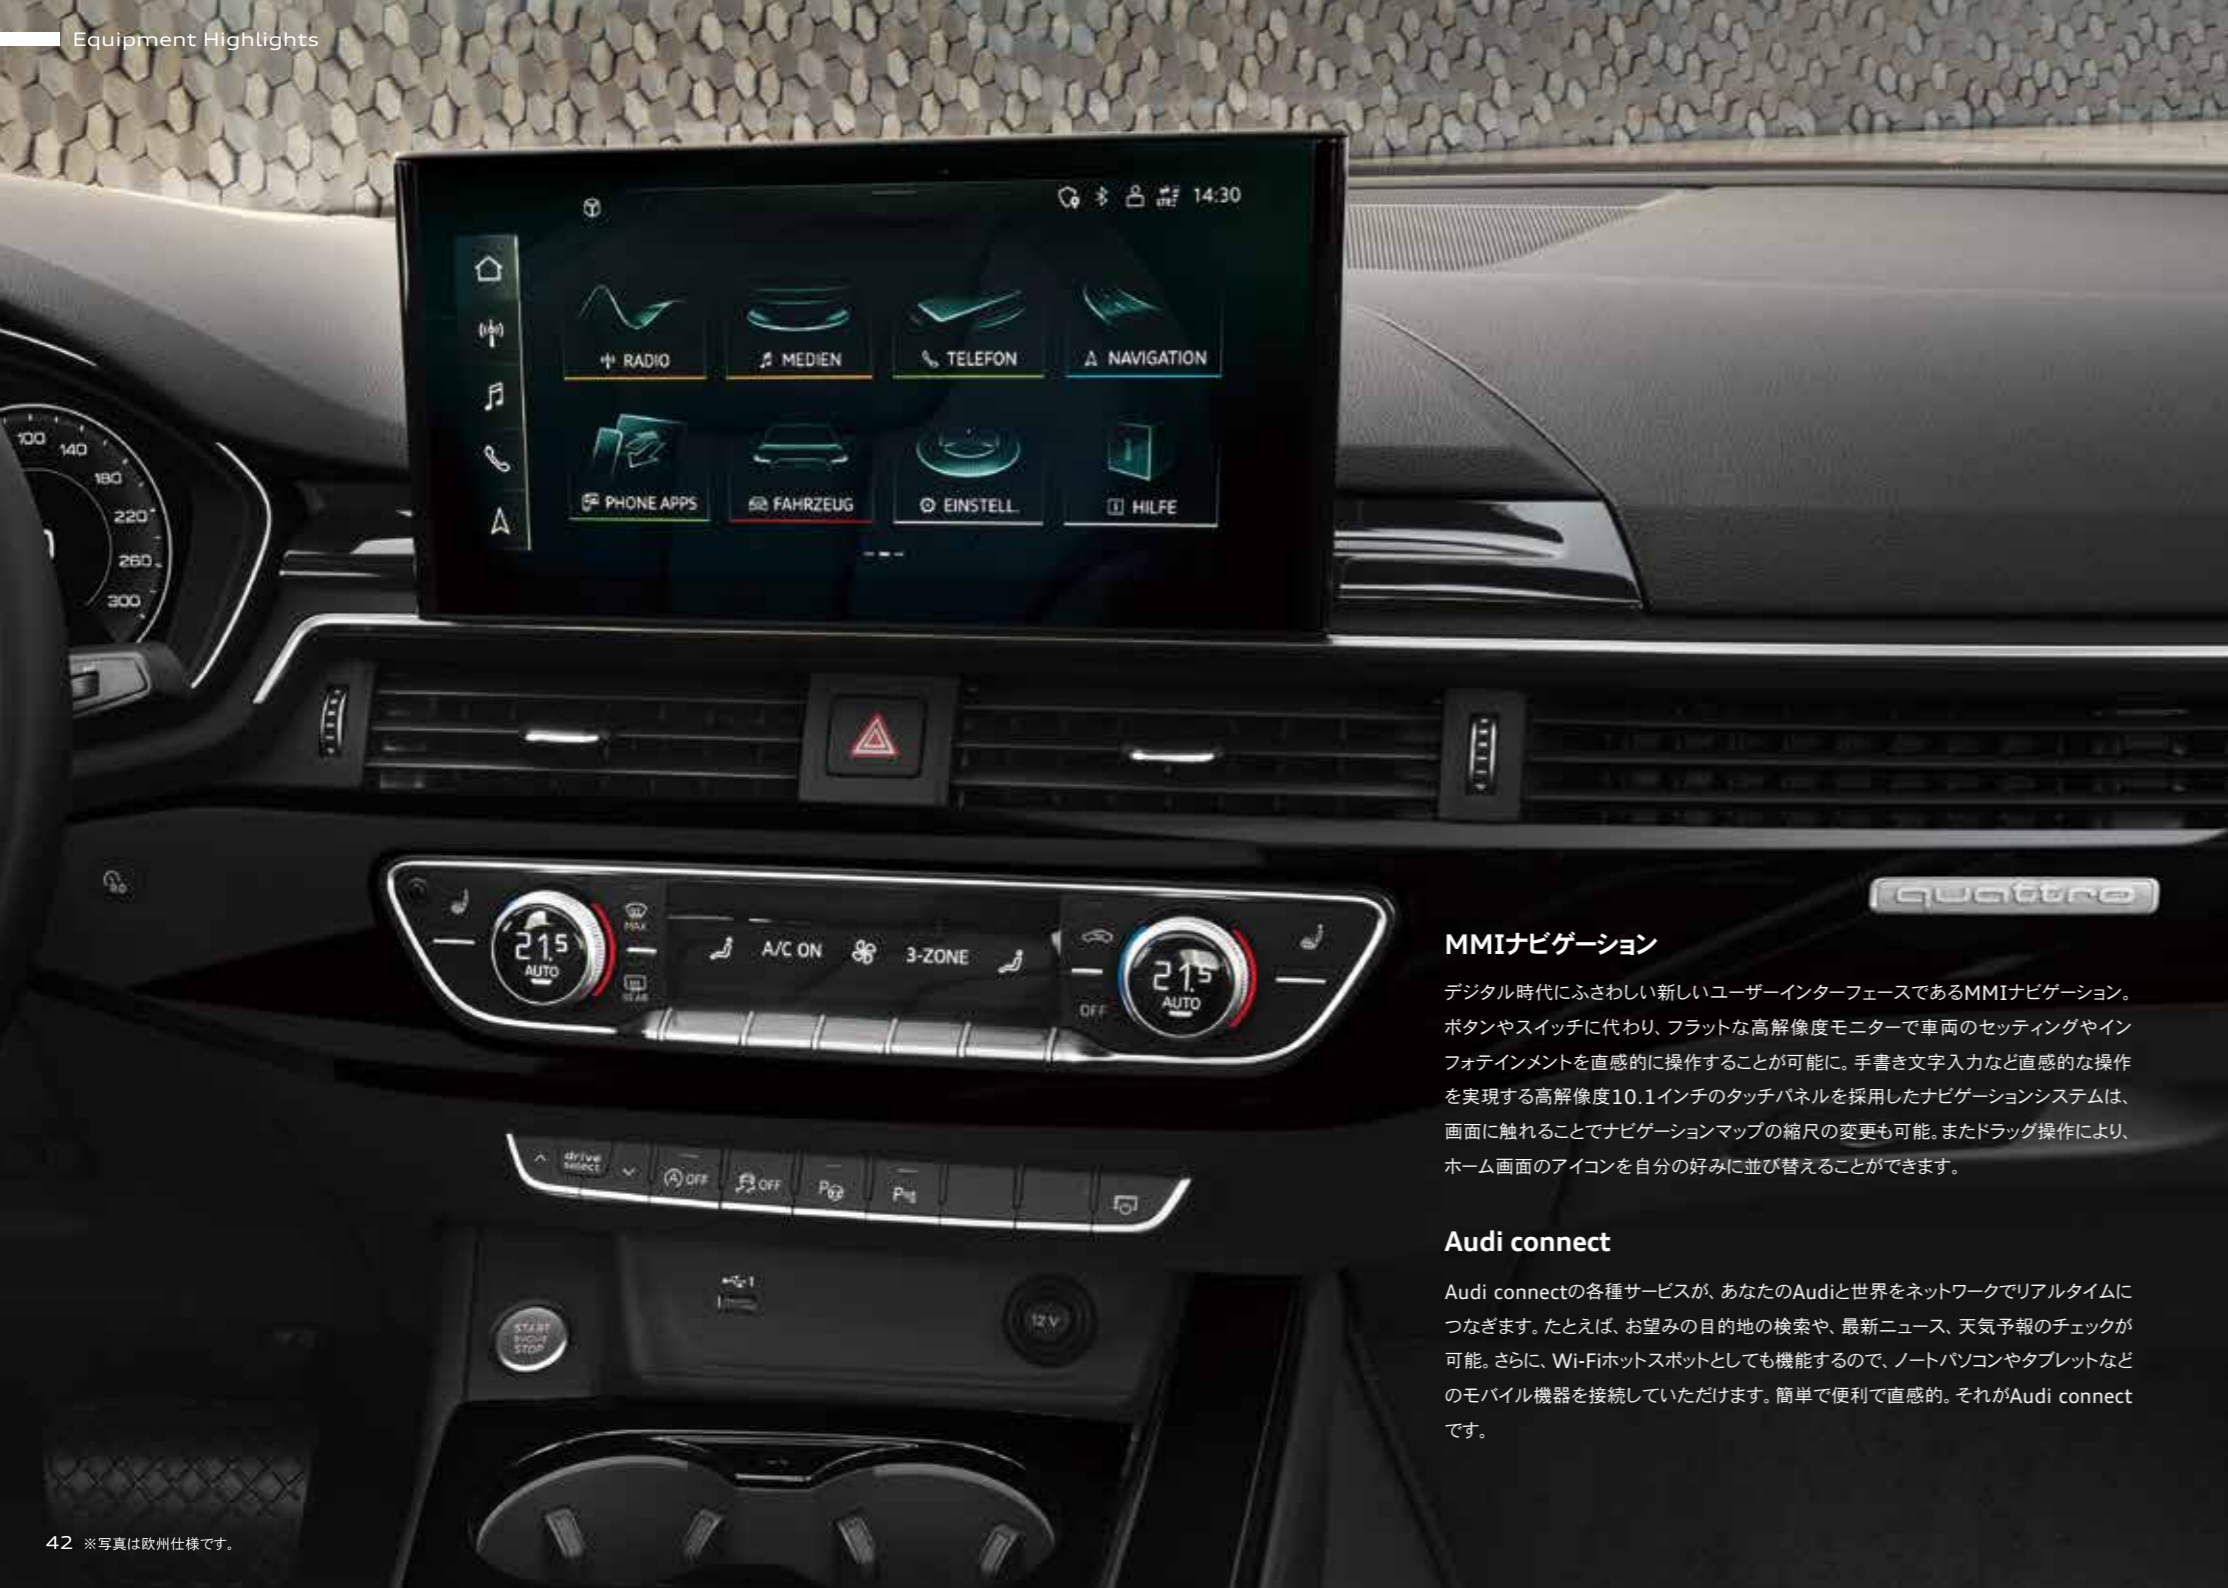 Equipment Highlights
14:30
RADIO
MEDIEN
TELEFON
NAVIGATION
PHONE APPS
FAHRZEUG
EINSTELL.
HILFE
100
140
180
220
260
300
21.5
AUTO
MAX
REAR
A/C ON
3-ZONE
OFF
21.5
AUTO
quattro
drive
select
OFF
OFF
1
START
ENGINE
STOP
12V
MMIナビゲーション
デジタル時代にふさわしい新しいユーザーインターフェースであるMMIナビゲーション。
ボタンやスイッチに代わり、フラットな高解像度モニターで車両のセッティングやイン
フォテインメントを直感的に操作することが可能に。手書き文字入力など直感的な操作
を実現する高解像度10.1インチのタッチパネルを採用したナビゲーションシステムは、
画面に触れることでナビゲーションマップの縮尺の変更も可能。またドラッグ操作により、
ホーム画面のアイコンを自分の好みに並び替えることができます。
Audi connect
Audi connectの各種サービスが、あなたのAudiと世界をネットワークでリアルタイムに
つなぎます。たとえば、お望みの目的地の検索や、最新ニュース、天気予報のチェックが
可能。さらに、Wi-Fiホットスポットとしても機能するので、ノートパソコンやタブレットなど
のモバイル機器を接続していただけます。簡単で便利で直感的。それがAudi connect
です。
42 ※写真は欧州仕様です。